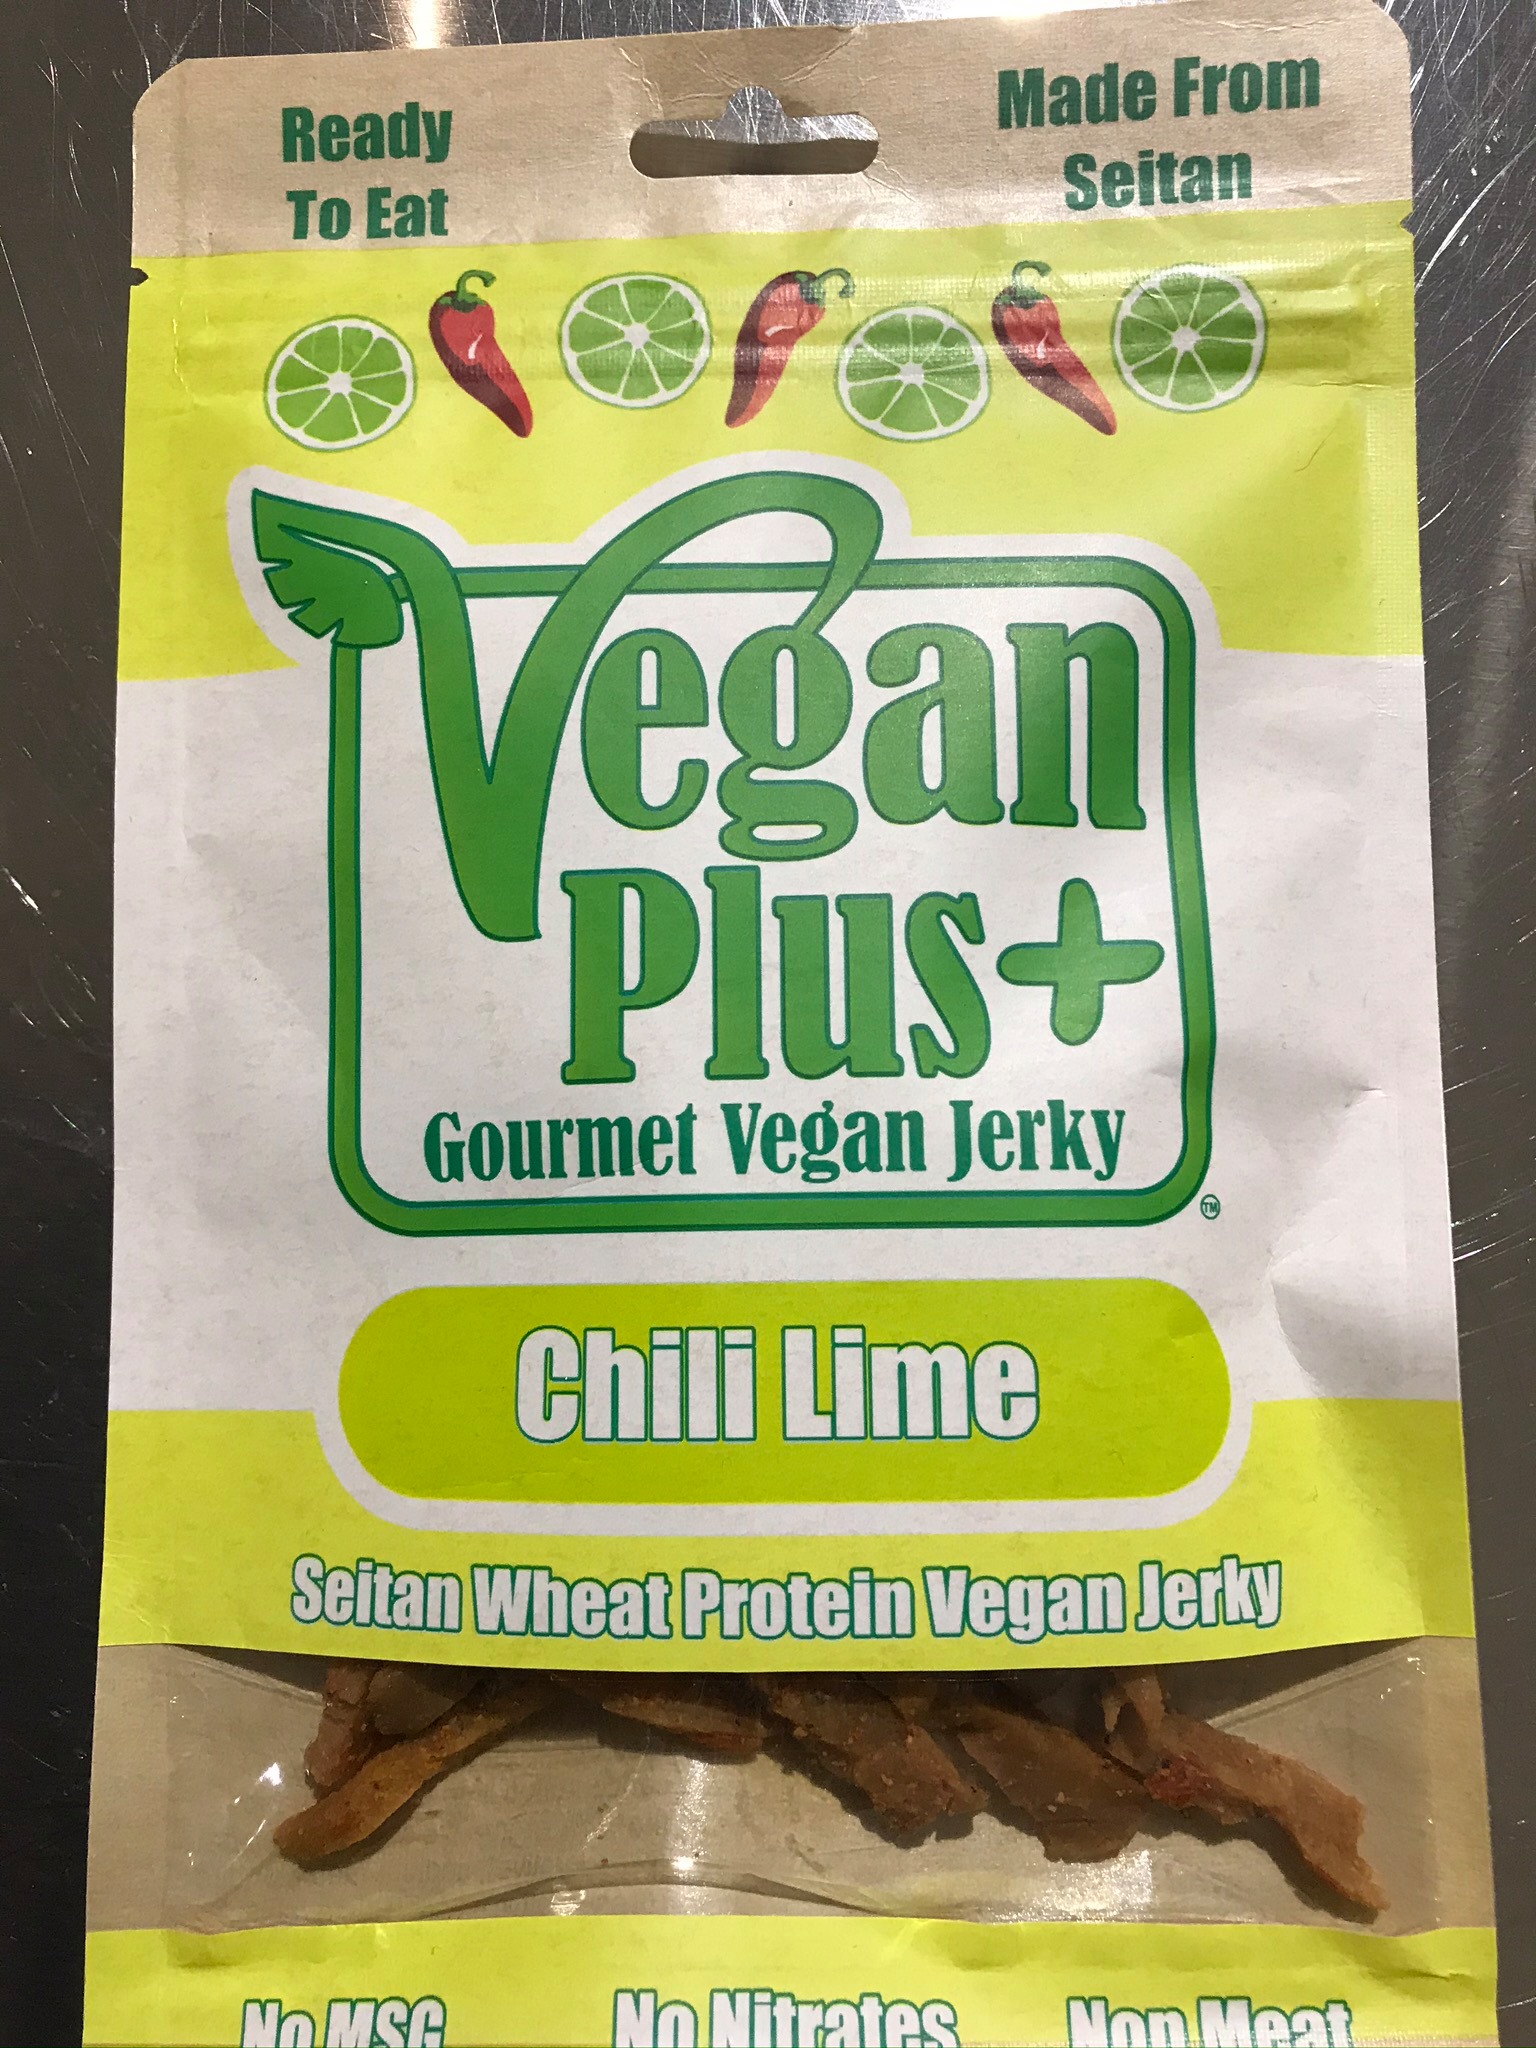 Ready
To Eat
Made From
Seitan
Vegan
Plus+
Gourmet Vegan Jerky
TM
Chili Lime
Seitan Wheat Protein Vegan Jerky
No MSG
No Nitrates
Non Meat